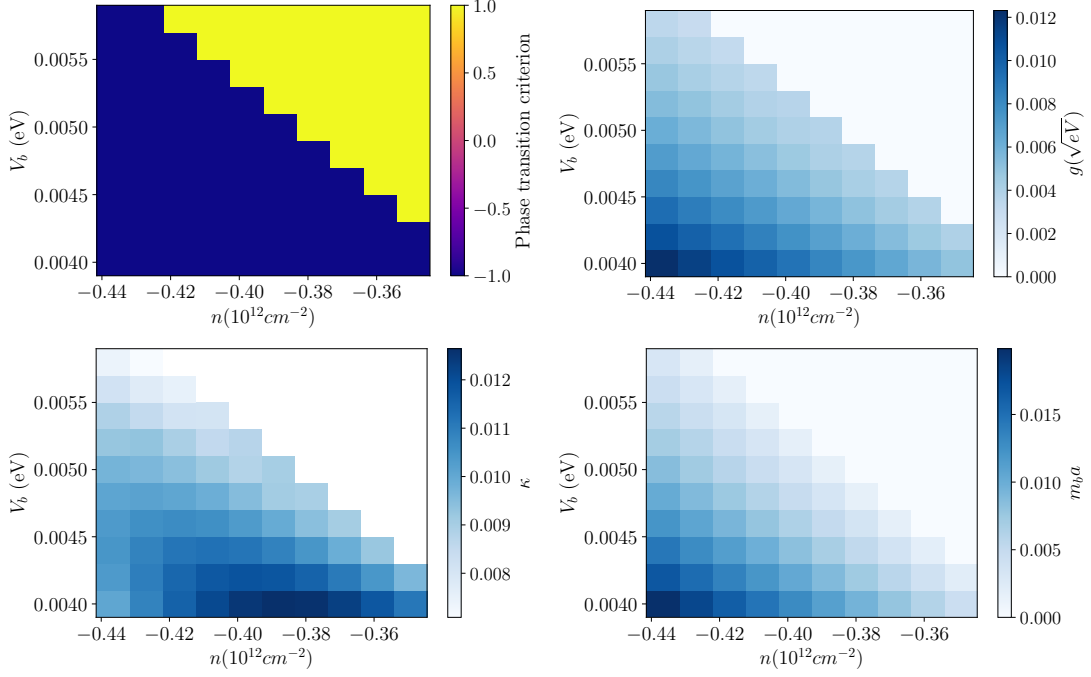 0.0055
0.0050
0.0045
0.0040
V_b (eV)
−0.44 −0.42 −0.40 −0.38 −0.36
n(10^{12}cm^{−2})
1.0
0.5
0.0
−0.5
−1.0
Phase transition criterion
0.0055
0.0050
0.0045
0.0040
V_b (eV)
−0.44 −0.42 −0.40 −0.38 −0.36
n(10^{12}cm^{−2})
0.012
0.010
0.008
0.006
0.004
0.002
0.000
g(√eV)
0.0055
0.0050
0.0045
0.0040
V_b (eV)
−0.44 −0.42 −0.40 −0.38 −0.36
n(10^{12}cm^{−2})
0.012
0.011
0.010
0.009
0.008
κ
0.0055
0.0050
0.0045
0.0040
V_b (eV)
−0.44 −0.42 −0.40 −0.38 −0.36
n(10^{12}cm^{−2})
0.015
0.010
0.005
0.000
m_b a